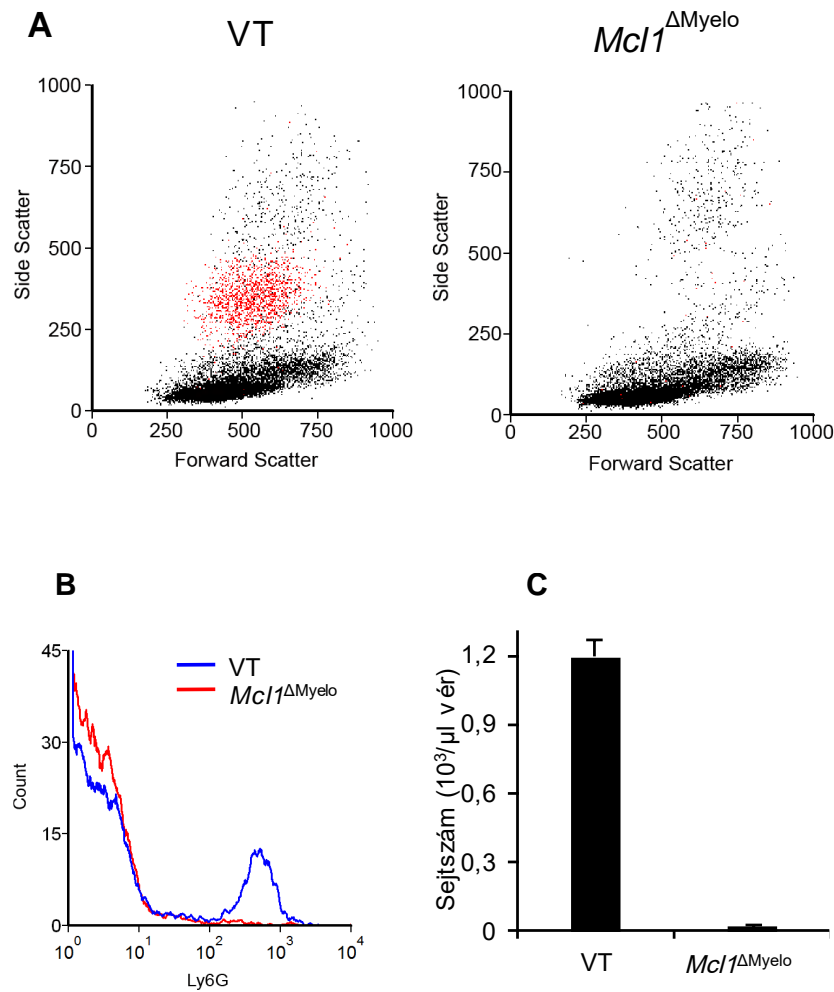 A
VT
Mcl1ΔMyelo
1000
750
500
250
0
Side Scatter
0 250 500 750 1000
Forward Scatter
1000
750
500
250
0
Side Scatter
0 250 500 750 1000
Forward Scatter
B
VT
Mcl1ΔMyelo
45
30
15
0
Count
10^0 10^1 10^2 10^3 10^4
Ly6G
C
1,2
0,9
0,6
0,3
0
Sejtszám (10^3/µl vér)
VT Mcl1ΔMyelo